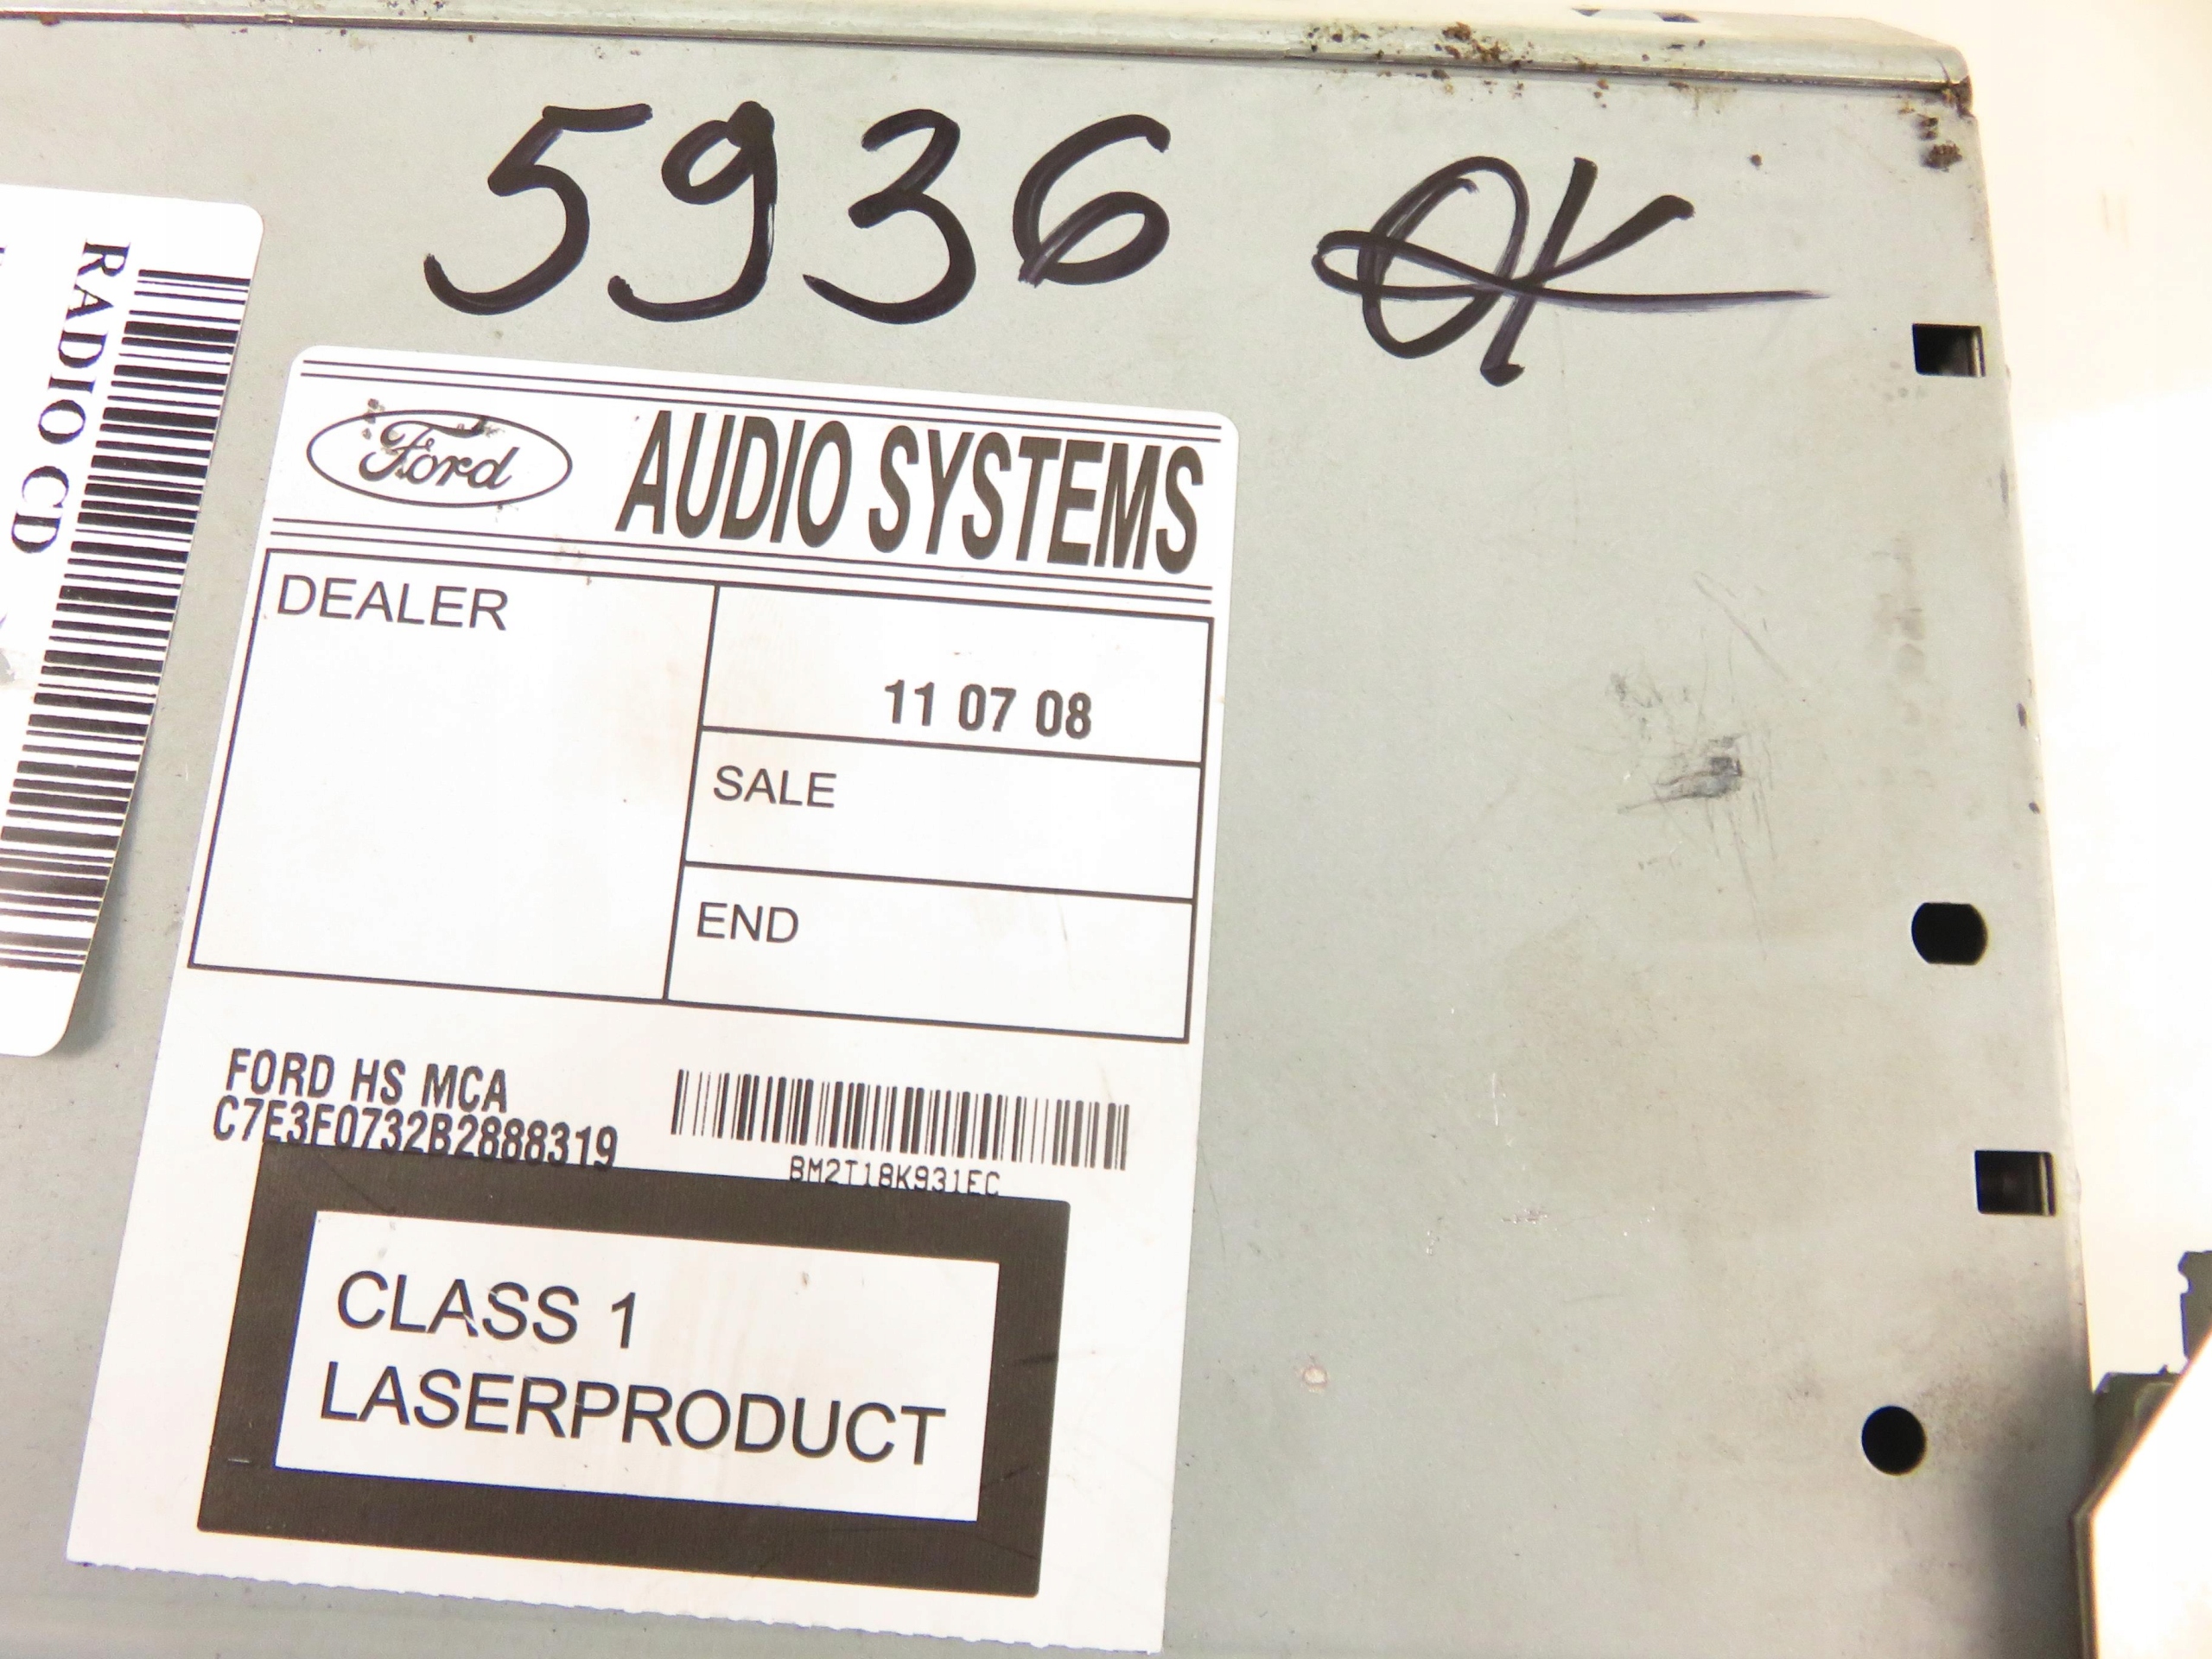 5936 OK
RADIO CD
Ford AUDIO SYSTEMS
DEALER
11 07 08
SALE
END
FORD HS MCA
C7E3F0732B2888319
BM2T18K931EC
CLASS 1
LASERPRODUCT